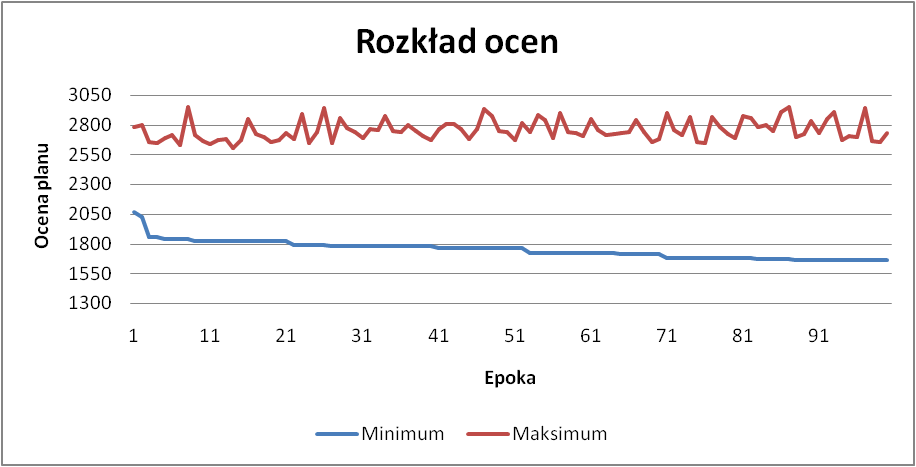 Rozkład ocen
Ocena planu
3050
2800
2550
2300
2050
1800
1550
1300
1 11 21 31 41 51 61 71 81 91
Epoka
Minimum Maksimum